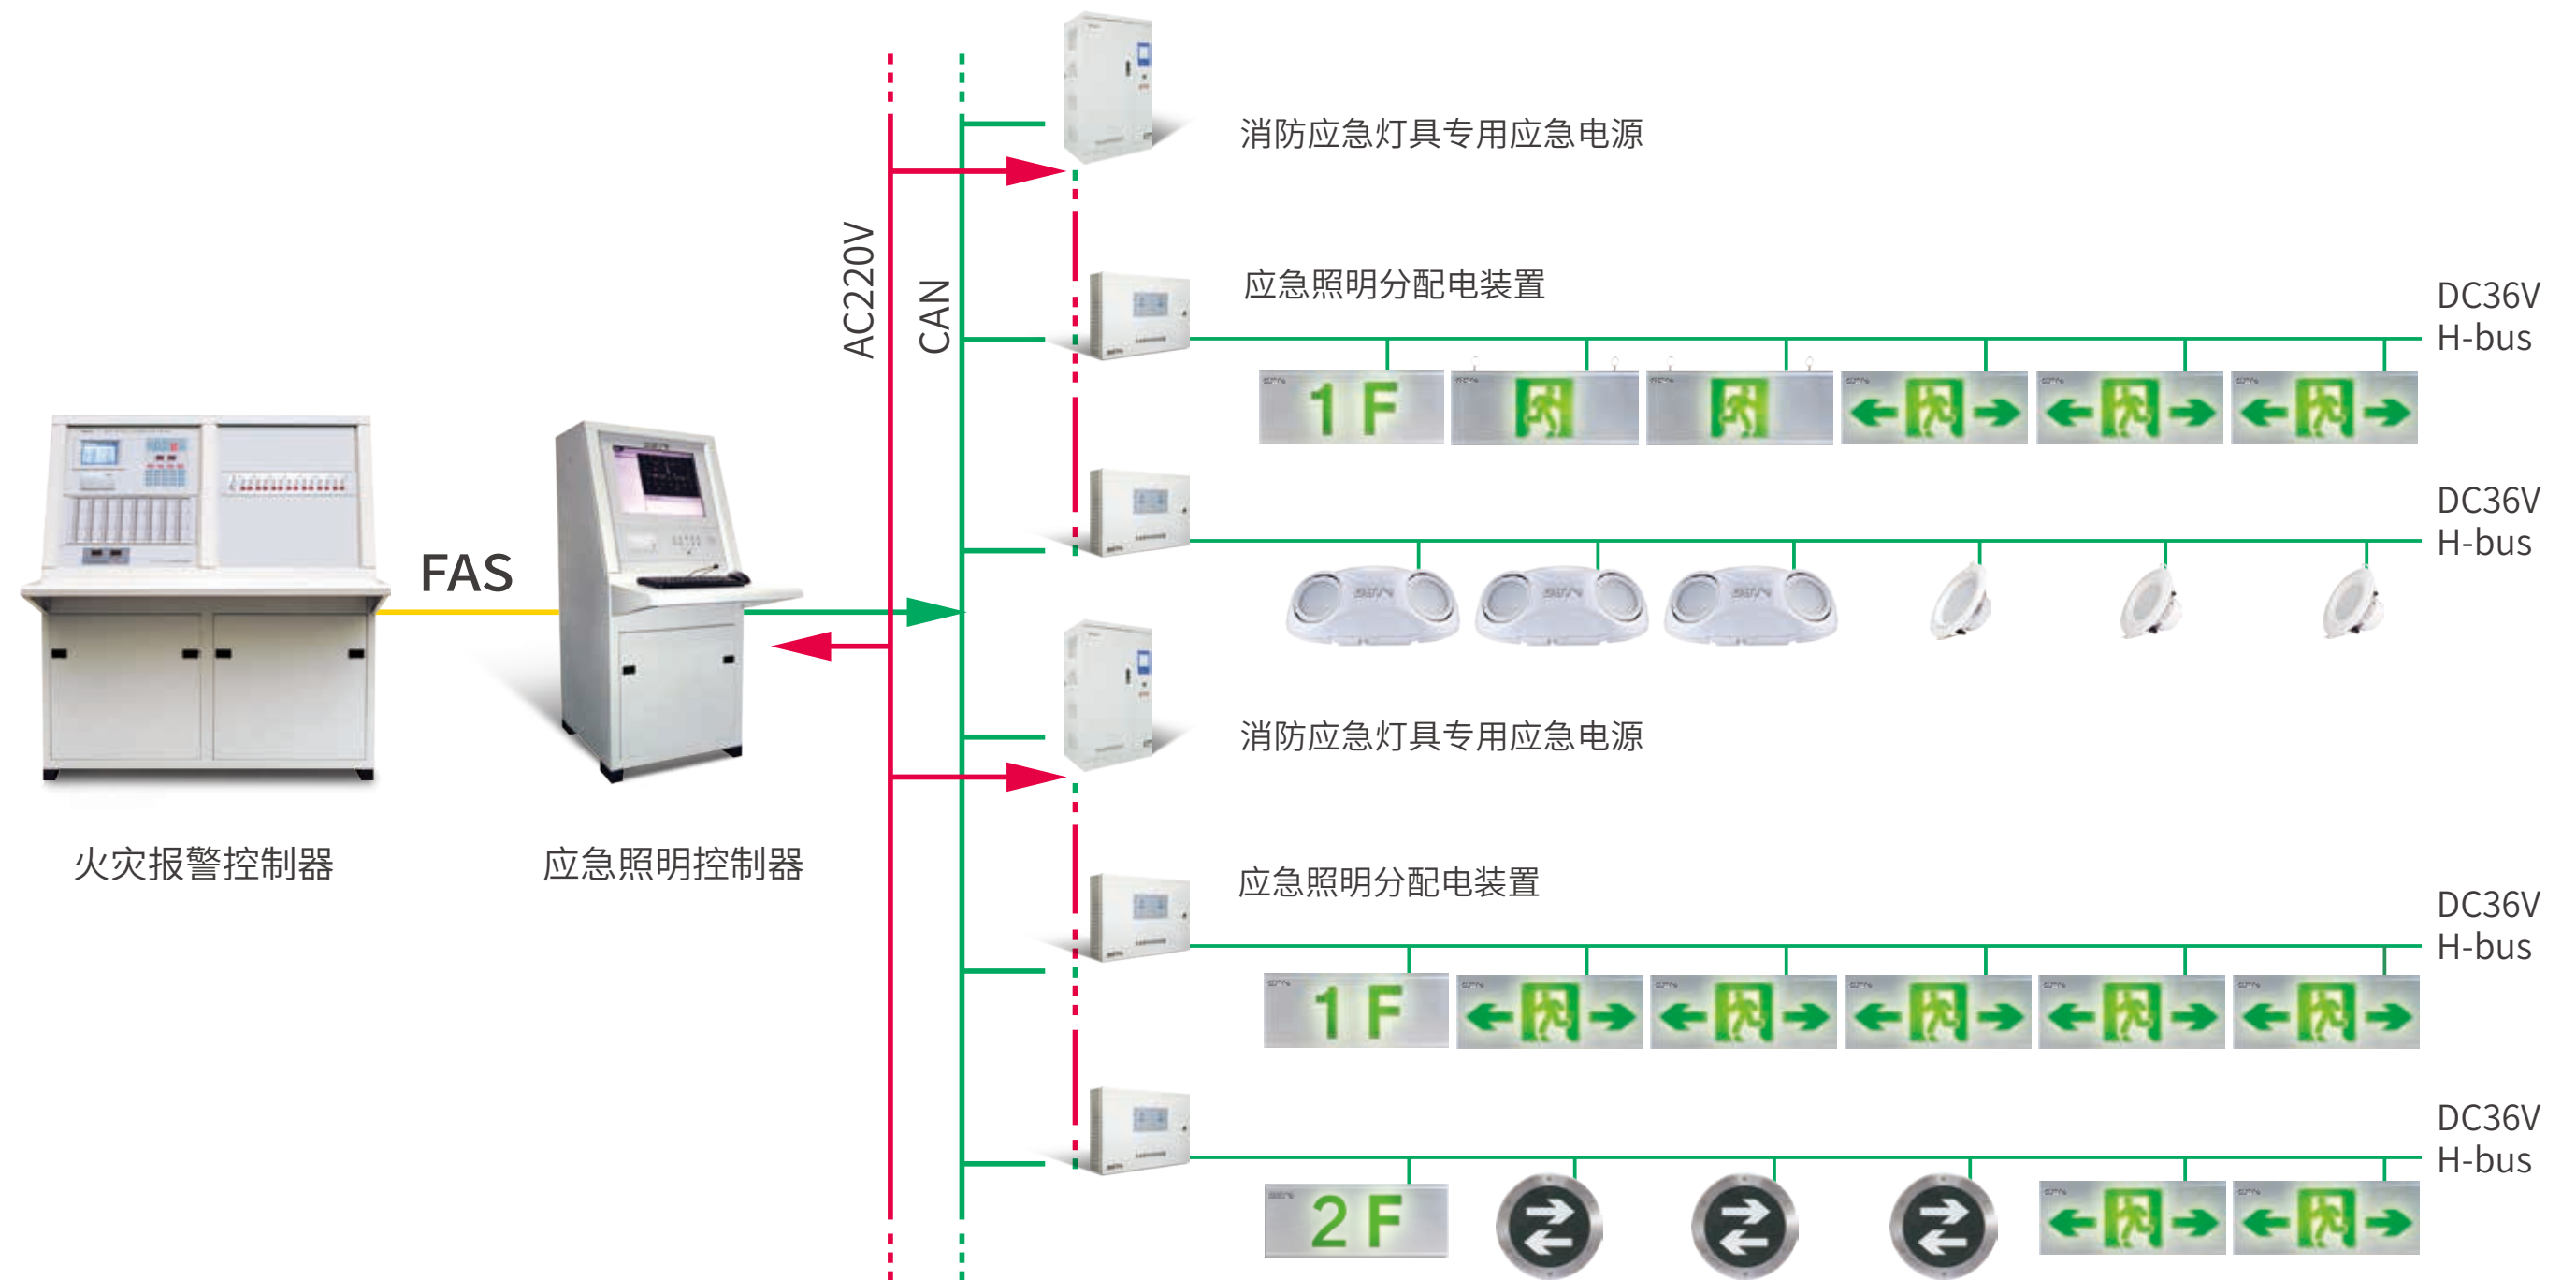 消防应急灯具专用应急电源
AC220V
CAN
应急照明分配电装置
DC36V
H-bus
1F
DC36V
H-bus
FAS
消防应急灯具专用应急电源
火灾报警控制器
应急照明控制器
应急照明分配电装置
DC36V
H-bus
1F
DC36V
H-bus
2F